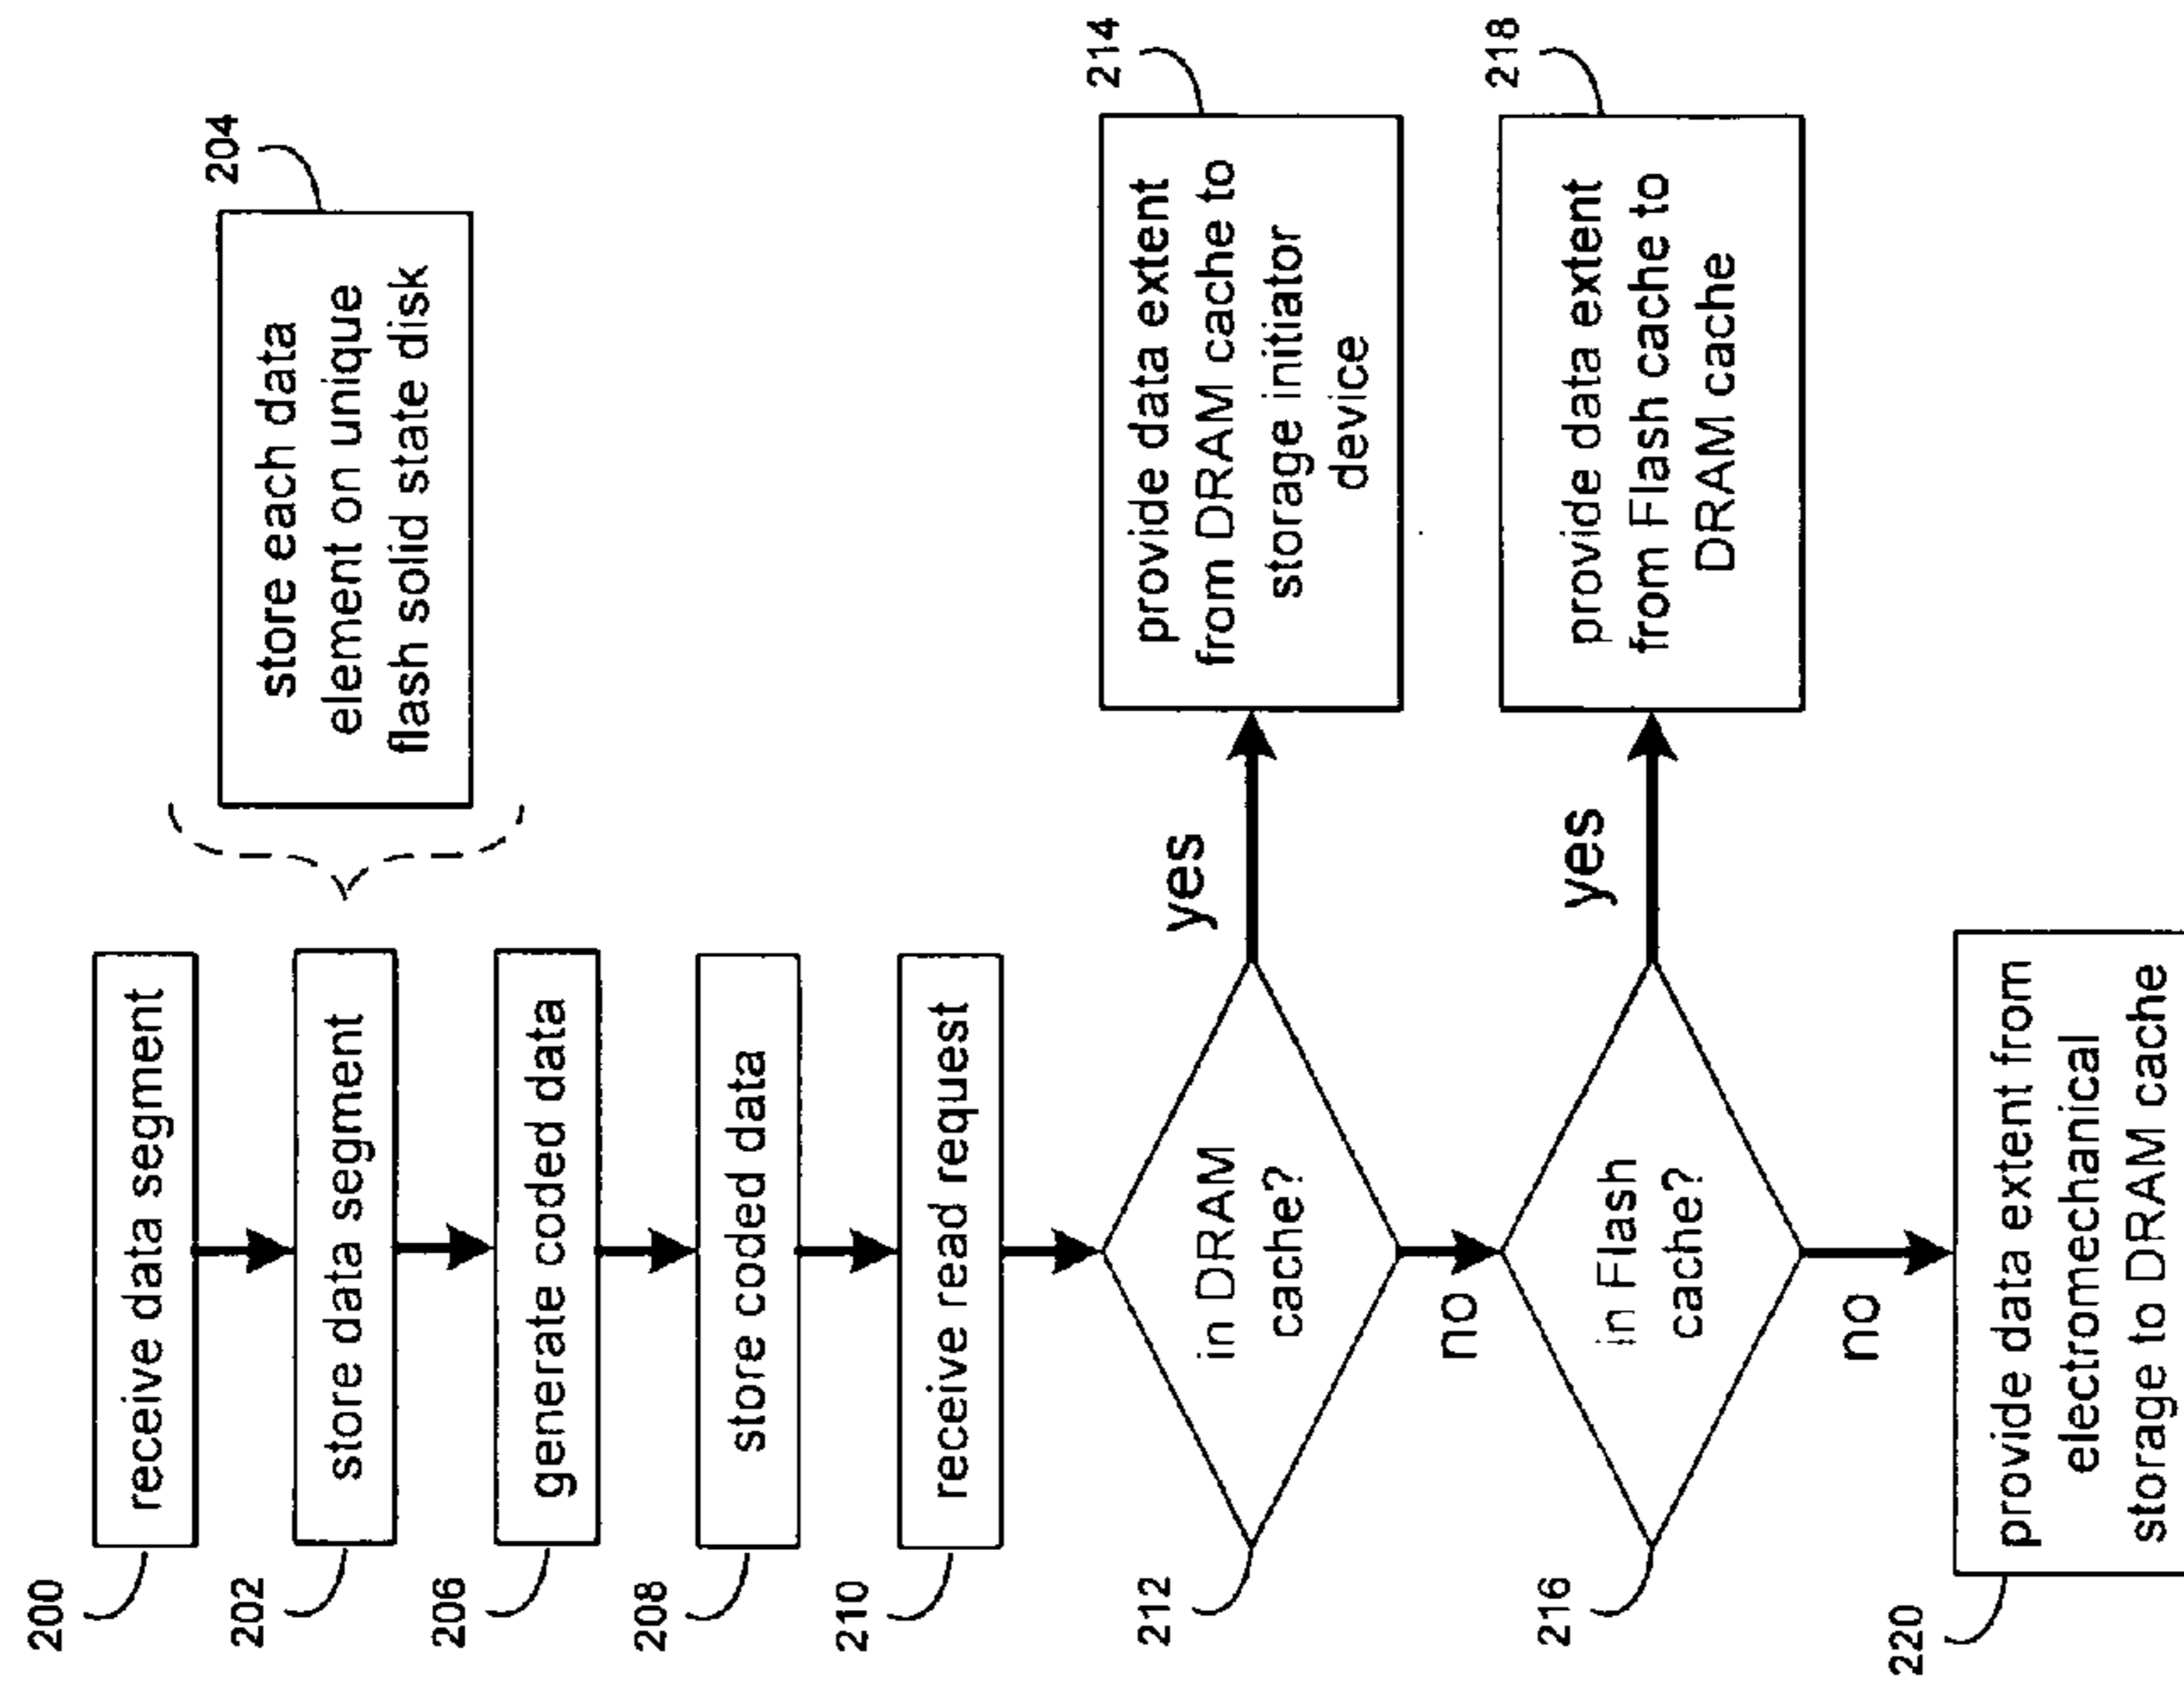 200
receive data segment
202
store data segment
204
store each data
element on unique
flash solid state disk
206
generate coded data
208
store coded data
210
receive read request
212
in DRAM
cache?
yes
214
provide data extent
from DRAM cache to
storage initiator
device
no
216
in Flash
cache?
yes
218
provide data extent
from Flash cache to
DRAM cache
no
220
provide data extent from
electromechanical
storage to DRAM cache